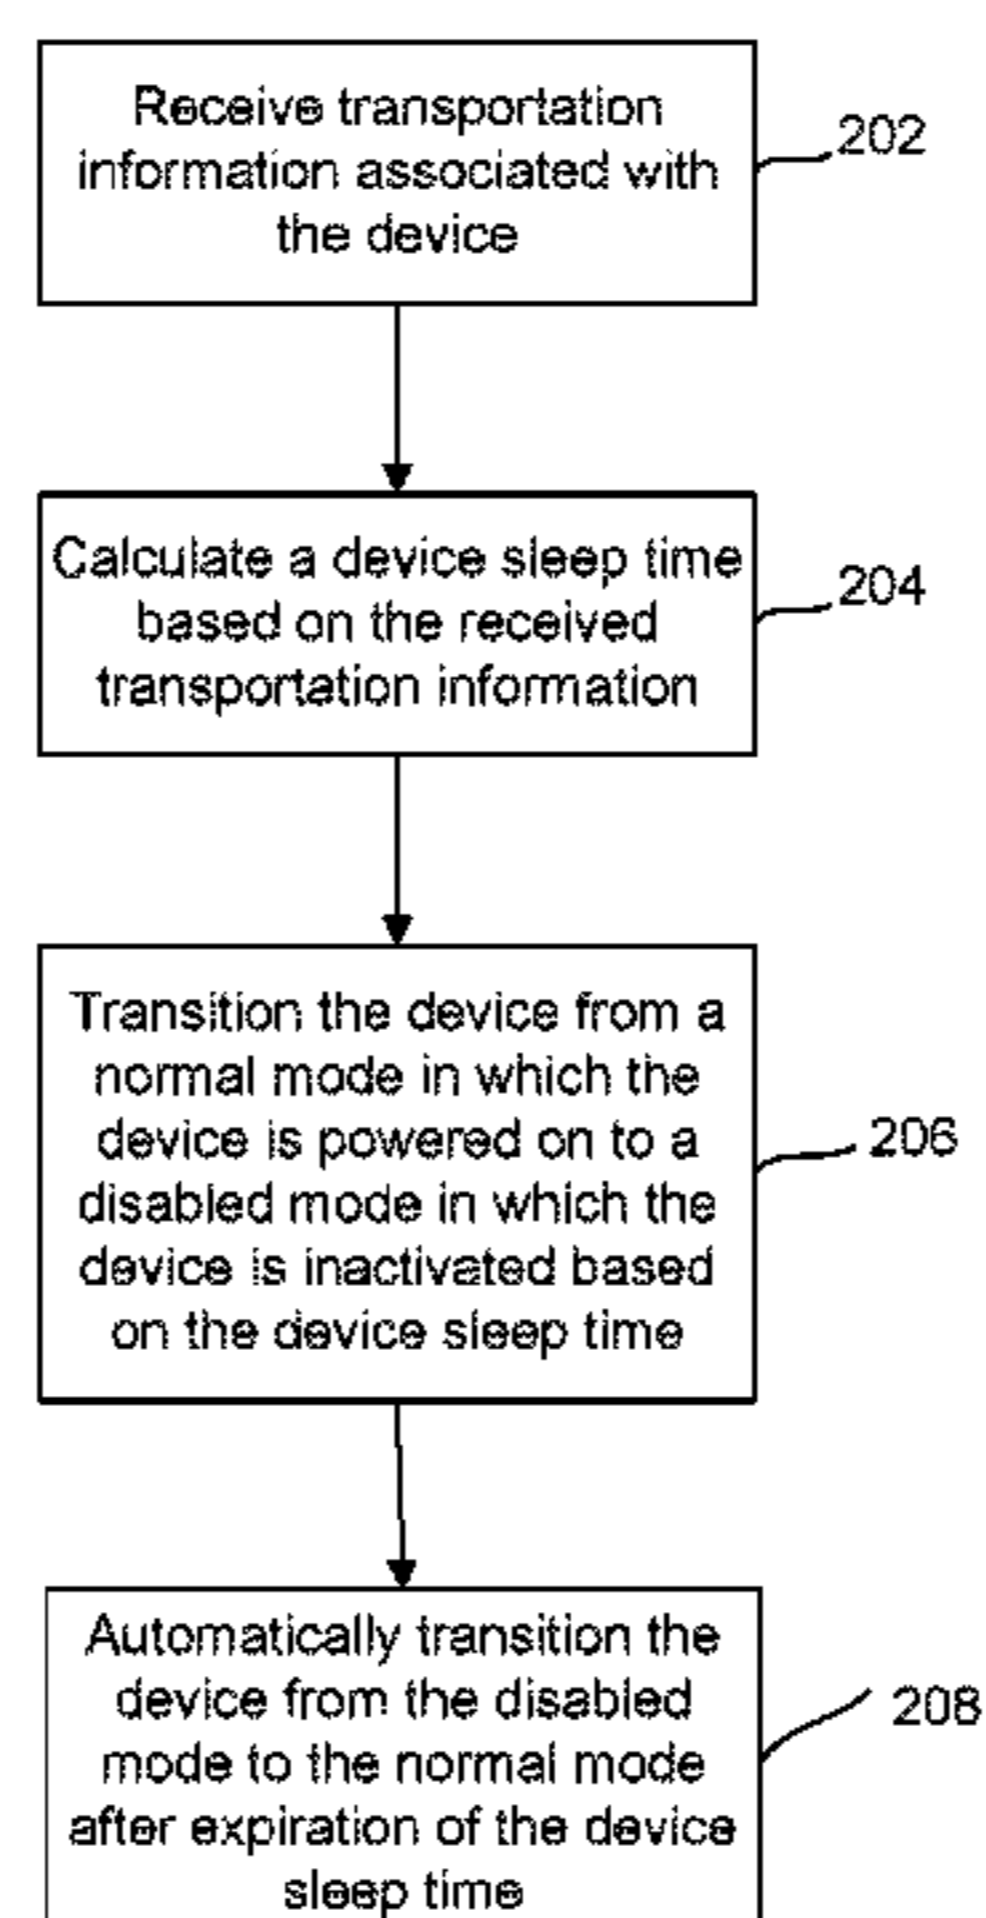 Receive transportation
information associated with
the device
202
Calculate a device sleep time
based on the received
transportation information
204
Transition the device from a
normal mode in which the
device is powered on to a
disabled mode in which the
device is inactivated based
on the device sleep time
206
Automatically transition the
device from the disabled
mode to the normal mode
after expiration of the device
sleep time
208